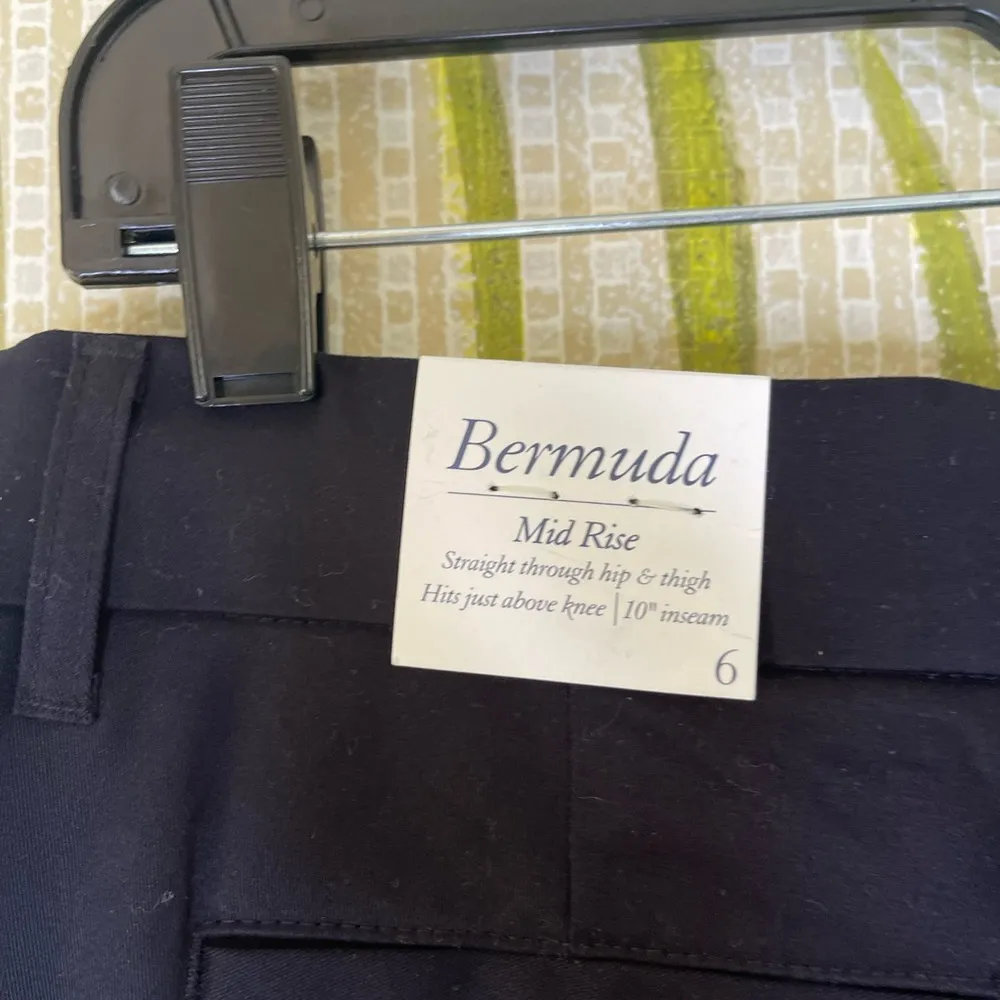 Bermuda
Mid Rise
Straight through hip & thigh
Hits just above knee | 10" inseam
6